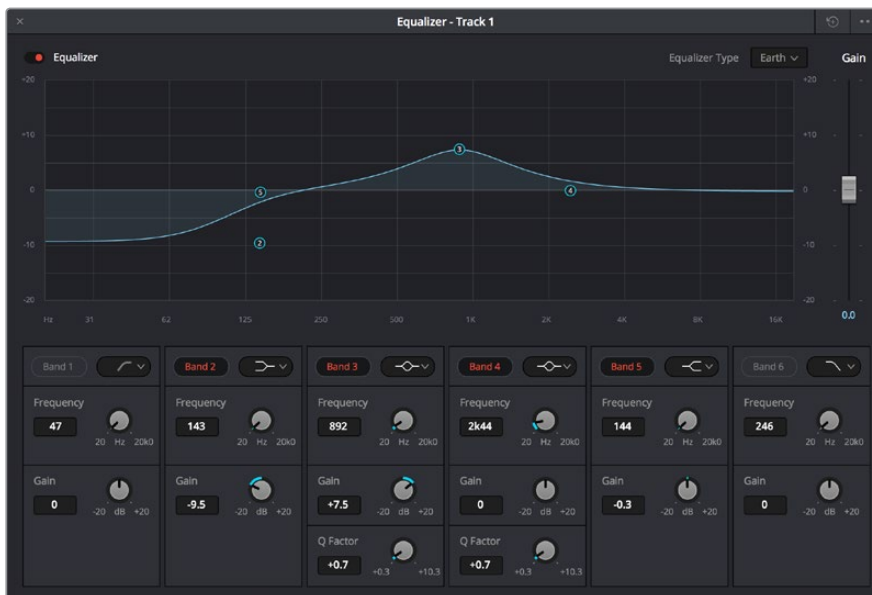 Equalizer - Track 1
Equalizer
Equalizer Type Earth Gain
+20 +20
+10 +10
0 0
-10 -10
-20 -20
Hz 31 62 125 250 500 1K 2K 4K 8K 16K
0.0
5
2
3
4
Band 1 Band 2 Band 3 Band 4 Band 5 Band 6
Frequency Frequency Frequency Frequency Frequency Frequency
47 143 892 2k44 144 246
20 Hz 20k0 20 Hz 20k0 20 Hz 20k0 20 Hz 20k0 20 Hz 20k0 20 Hz 20k0
Gain Gain Gain Gain Gain Gain
0 -9.5 +7.5 0 -0.3 0
-20 dB +20 -20 dB +20 -20 dB +20 -20 dB +20 -20 dB +20 -20 dB +20
Q Factor Q Factor
+0.7 +0.7
+0.3 +10.3 +0.3 +10.3